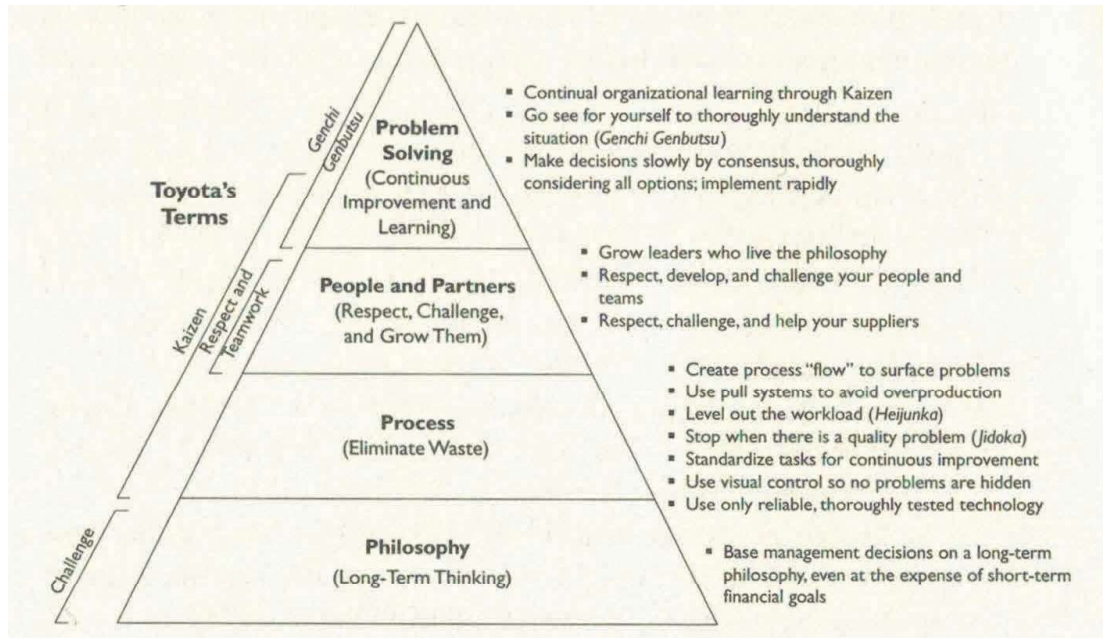 Toyota's
Terms
Genchi
Genbutsu
Kaizen
Respect and
Teamwork
Challenge
Problem
Solving
(Continuous
Improvement and
Learning)
▪ Continual organizational learning through Kaizen
▪ Go see for yourself to thoroughly understand the
situation (Genchi Genbutsu)
▪ Make decisions slowly by consensus, thoroughly
considering all options; implement rapidly
People and Partners
(Respect, Challenge,
and Grow Them)
▪ Grow leaders who live the philosophy
▪ Respect, develop, and challenge your people and
teams
▪ Respect, challenge, and help your suppliers
Process
(Eliminate Waste)
▪ Create process “flow” to surface problems
▪ Use pull systems to avoid overproduction
▪ Level out the workload (Heijunka)
▪ Stop when there is a quality problem (Jidoka)
▪ Standardize tasks for continuous improvement
▪ Use visual control so no problems are hidden
▪ Use only reliable, thoroughly tested technology
Philosophy
(Long-Term Thinking)
▪ Base management decisions on a long-term
philosophy, even at the expense of short-term
financial goals